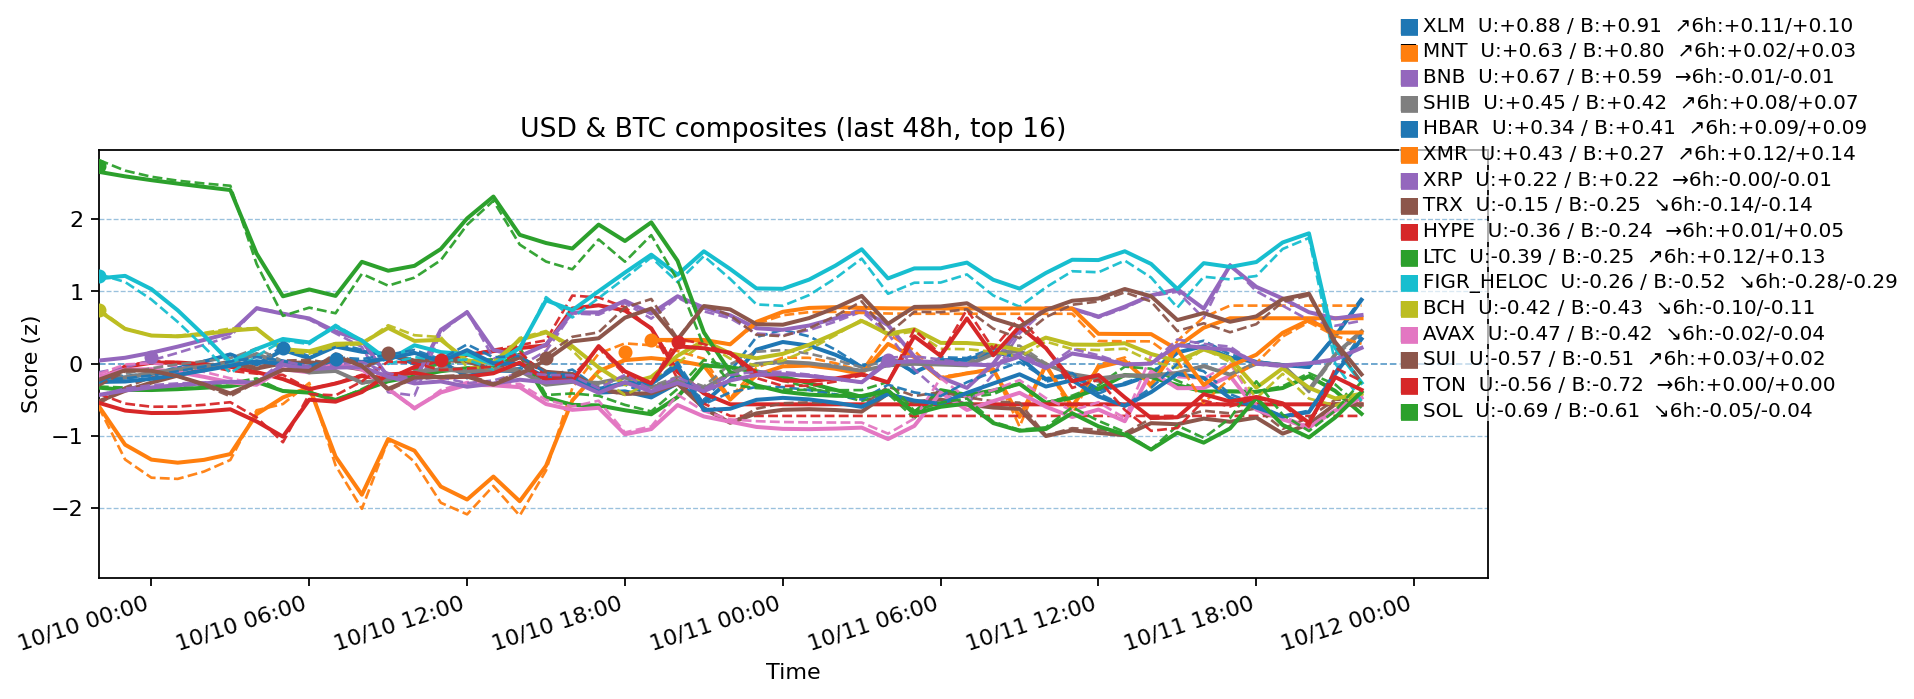 XLM  U:+0.88 / B:+0.91  ↗6h:+0.11/+0.10
MNT  U:+0.63 / B:+0.80  ↗6h:+0.02/+0.03
BNB  U:+0.67 / B:+0.59  →6h:-0.01/-0.01
SHIB  U:+0.45 / B:+0.42  ↗6h:+0.08/+0.07
HBAR  U:+0.34 / B:+0.41  ↗6h:+0.09/+0.09
XMR  U:+0.43 / B:+0.27  ↗6h:+0.12/+0.14
XRP  U:+0.22 / B:+0.22  →6h:-0.00/-0.01
TRX  U:-0.15 / B:-0.25  ↘6h:-0.14/-0.14
HYPE  U:-0.36 / B:-0.24  →6h:+0.01/+0.05
LTC  U:-0.39 / B:-0.25  ↗6h:+0.12/+0.13
FIGR_HELOC  U:-0.26 / B:-0.52  ↘6h:-0.28/-0.29
BCH  U:-0.42 / B:-0.43  ↘6h:-0.10/-0.11
AVAX  U:-0.47 / B:-0.42  ↘6h:-0.02/-0.04
SUI  U:-0.57 / B:-0.51  ↗6h:+0.03/+0.02
TON  U:-0.56 / B:-0.72  →6h:+0.00/+0.00
SOL  U:-0.69 / B:-0.61  ↘6h:-0.05/-0.04
USD & BTC composites (last 48h, top 16)
Score (z)
2
1
0
−1
−2
10/10 00:00
10/10 06:00
10/10 12:00
10/10 18:00
10/11 00:00
10/11 06:00
10/11 12:00
10/11 18:00
10/12 00:00
Time